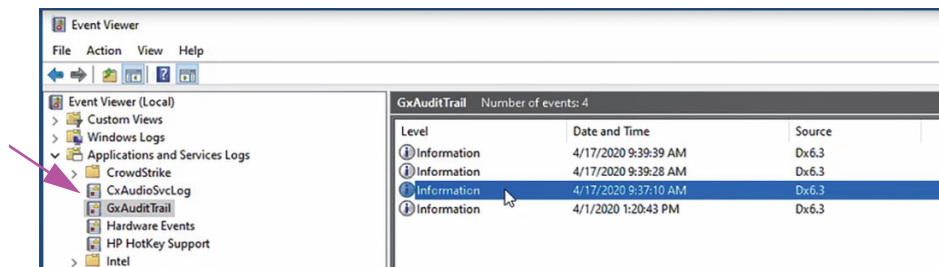 Event Viewer
File Action View Help
Event Viewer (Local)
Custom Views
Windows Logs
Applications and Services Logs
CrowdStrike
CxAudioSvcLog
GxAuditTrail
Hardware Events
HP HotKey Support
Intel
GxAuditTrail Number of events: 4
Level Date and Time Source
Information 4/17/2020 9:39:39 AM Dx6.3
Information 4/17/2020 9:39:28 AM Dx6.3
Information 4/17/2020 9:37:10 AM Dx6.3
Information 4/1/2020 1:20:43 PM Dx6.3